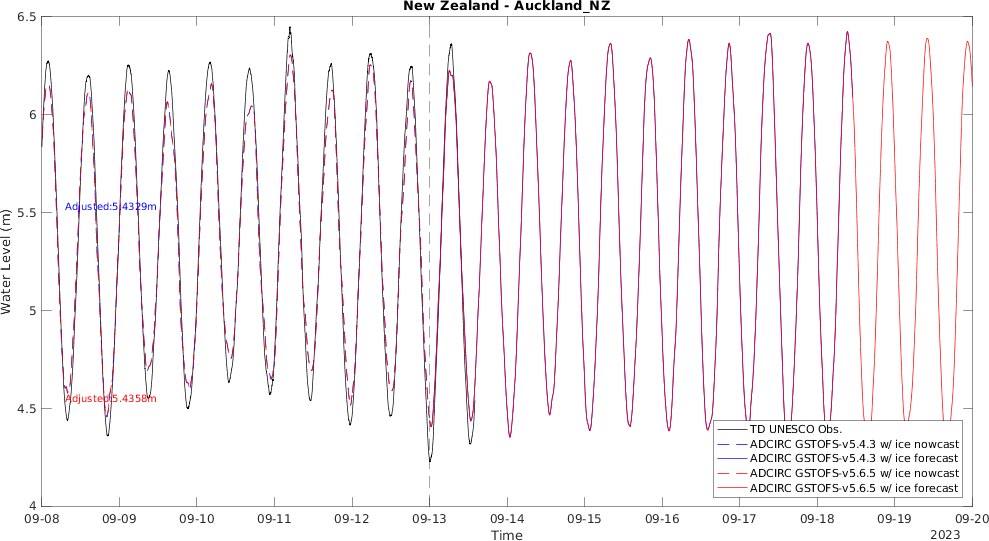 New Zealand - Auckland_NZ
6.5
6
5.5
5
4.5
4
Water Level (m)
Adjusted:5.4329m
Adjusted:5.4358m
TD UNESCO Obs.
ADCIRC GSTOFS-v5.4.3 w/ ice nowcast
ADCIRC GSTOFS-v5.4.3 w/ ice forecast
ADCIRC GSTOFS-v5.6.5 w/ ice nowcast
ADCIRC GSTOFS-v5.6.5 w/ ice forecast
09-08 09-09 09-10 09-11 09-12 09-13 09-14 09-15 09-16 09-17 09-18 09-19 09-20
Time
2023